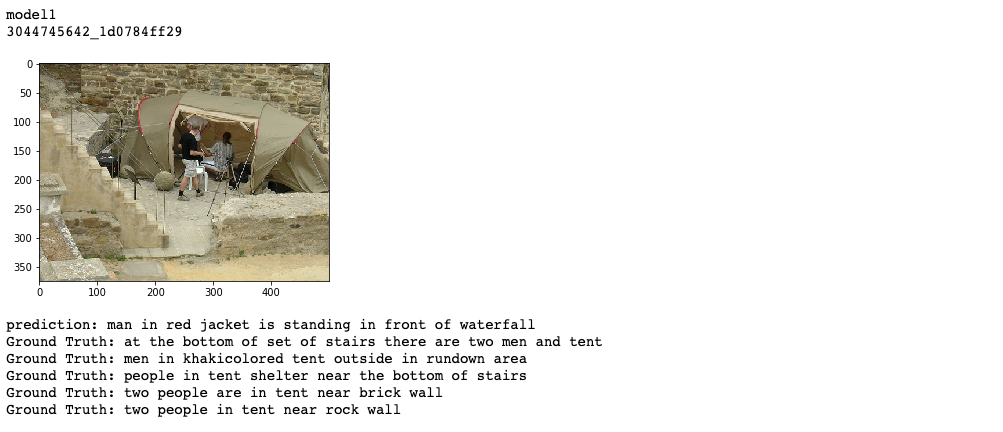 model1
3044745642_1d0784ff29
0
50
100
150
200
250
300
350
0 100 200 300 400
prediction: man in red jacket is standing in front of waterfall
Ground Truth: at the bottom of set of stairs there are two men and tent
Ground Truth: men in khakicolored tent outside in rundown area
Ground Truth: people in tent shelter near the bottom of stairs
Ground Truth: two people are in tent near brick wall
Ground Truth: two people in tent near rock wall